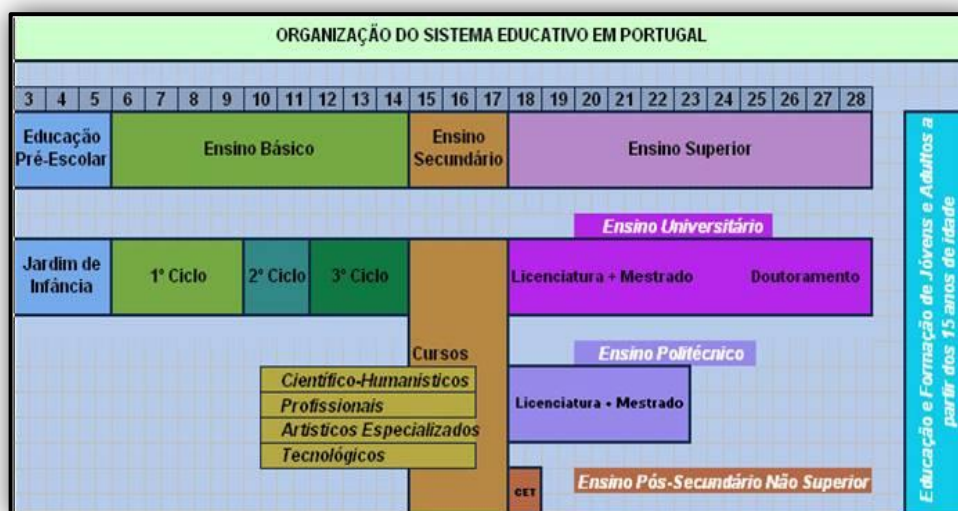 ORGANIZAÇÃO DO SISTEMA EDUCATIVO EM PORTUGAL
3 4 5 6 7 8 9 10 11 12 13 14 15 16 17 18 19 20 21 22 23 24 25 26 27 28
Educação
Pré-Escolar
Ensino Básico
Ensino
Secundário
Ensino Superior
Ensino Universitário
Jardim de
Infância
1º Ciclo
2º Ciclo
3º Ciclo
Licenciatura + Mestrado
Doutoramento
Cursos
Científico-Humanísticos
Profissionais
Artísticos Especializados
Tecnológicos
Ensino Politécnico
Licenciatura + Mestrado
CET
Ensino Pós-Secundário Não Superior
Educação e Formação de Jóvens e Adultos a
partir dos 15 anos de idade